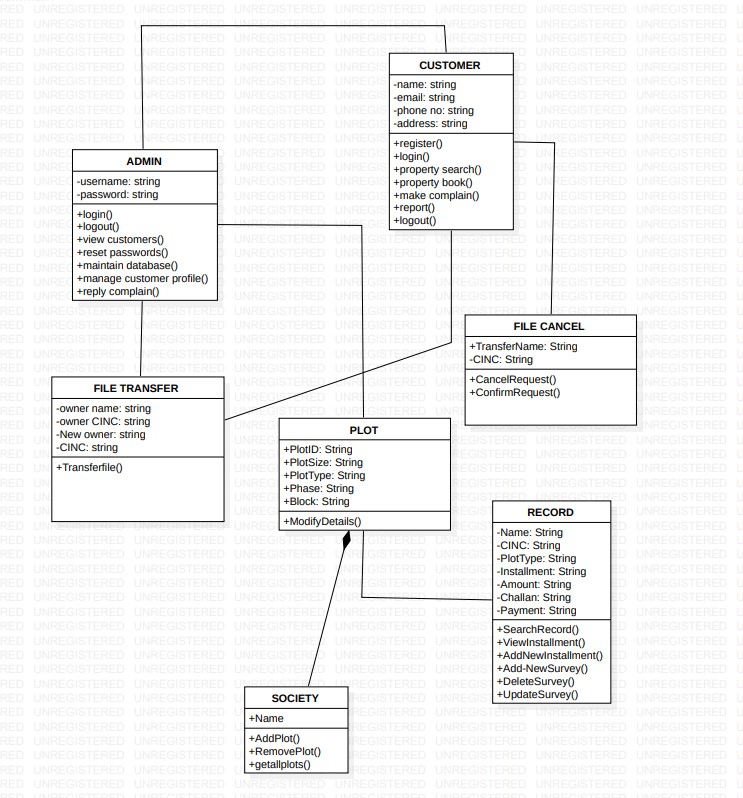 CUSTOMER
-name: string
-email: string
-phone no: string
-address: string
+register()
+login()
+property search()
+property book()
+make complain()
+report()
+logout()
ADMIN
-username: string
-password: string
+login()
+logout()
+view customers()
+reset passwords()
+maintain database()
+manage customer profile()
+reply complain()
FILE CANCEL
+TransferName: String
-CINC: String
+CancelRequest()
+ConfirmRequest()
FILE TRANSFER
-owner name: string
-owner CINC: string
-New owner: string
-CINC: string
+Transferfile()
PLOT
+PlotID: String
+PlotSize: String
+PlotType: String
+Phase: String
+Block: String
+ModifyDetails()
RECORD
-Name: String
-CINC: String
-PlotType: String
-Installment: String
-Amount: String
-Challan: String
-Payment: String
+SearchRecord()
+ViewInstallment()
+AddNewInstallment()
+Add-NewSurvey()
+DeleteSurvey()
+UpdateSurvey()
SOCIETY
+Name
+AddPlot()
+RemovePlot()
+getallplots()
UNREGISTERED